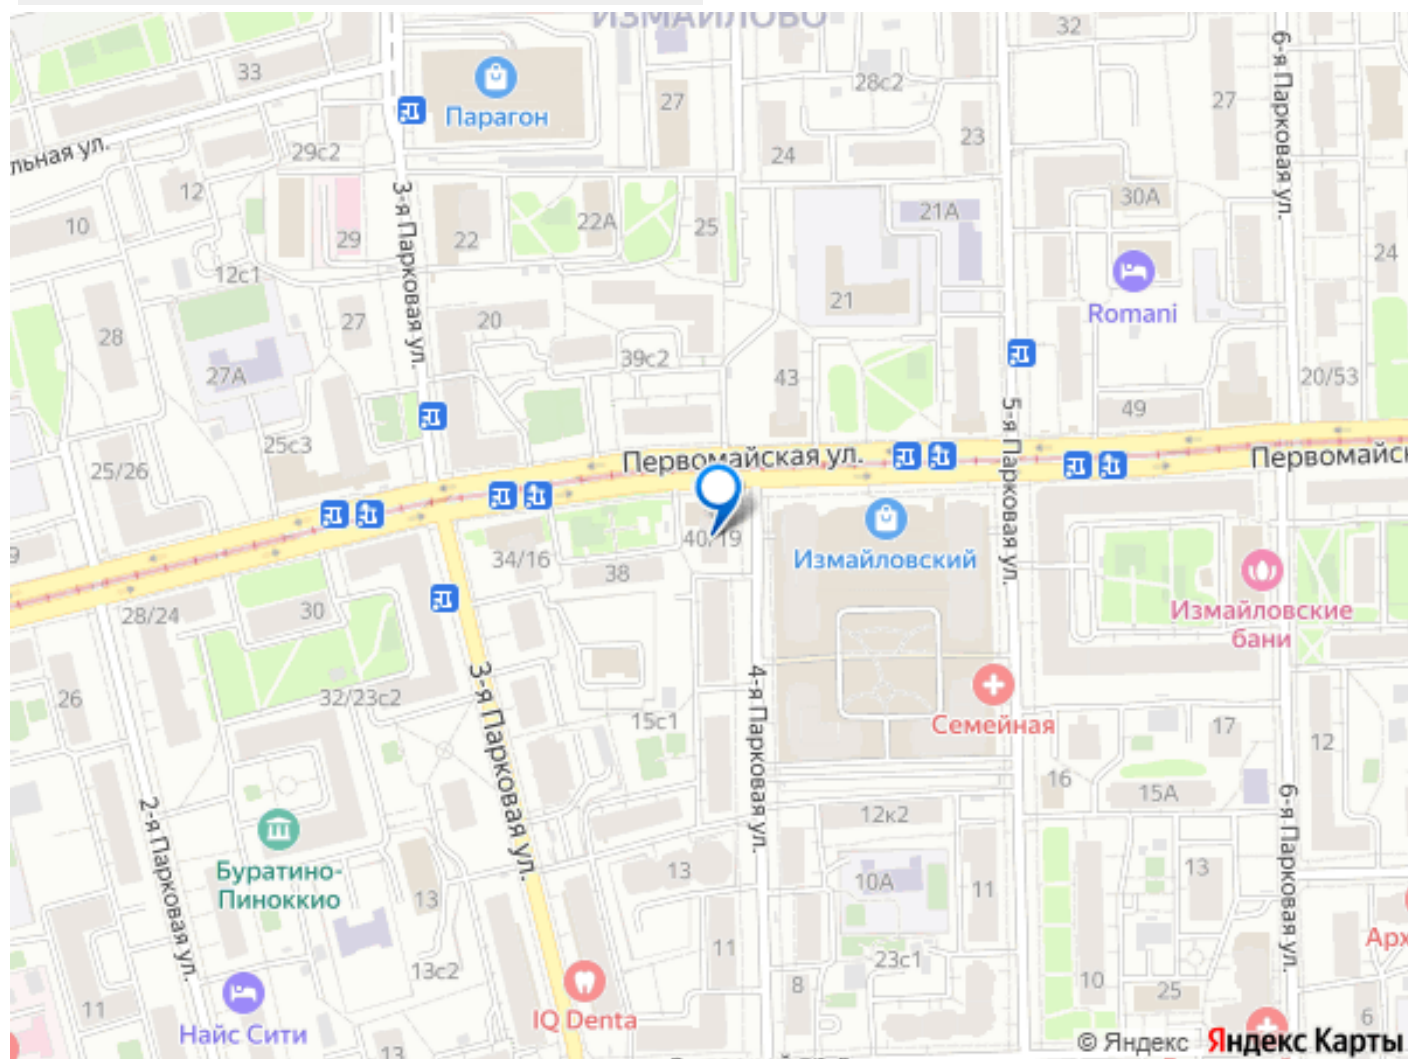 ИЗМАЙЛОВО
32
33
Парагон
27
28с2
27
23
24
6-я Парковая ул.
льная ул.
29с2
12
3-я Парковая ул.
10
29
22
22А
25
21А
30А
24
12с1
21
Romani
28
27
20
39с2
43
27А
20/53
49
5-я Парковая ул.
25с3
25/26
Первомайская ул.
Первомайск
9
34/16
38
40/19
Измайловский
28/24
30
Измайловские
бани
26
32/23с2
3-я Парковая ул.
15с1
4-я Парковая ул.
Семейная
17
12
16
15А
2-я Парковая ул.
12к2
6-я Парковая ул.
Буратино-
Пиноккио
13
13
10А
11
13
Арх
11
13с2
23с1
8
10
25
6
11
Найс Сити
IQ Denta
13
© Яндекс Яндекс Карты